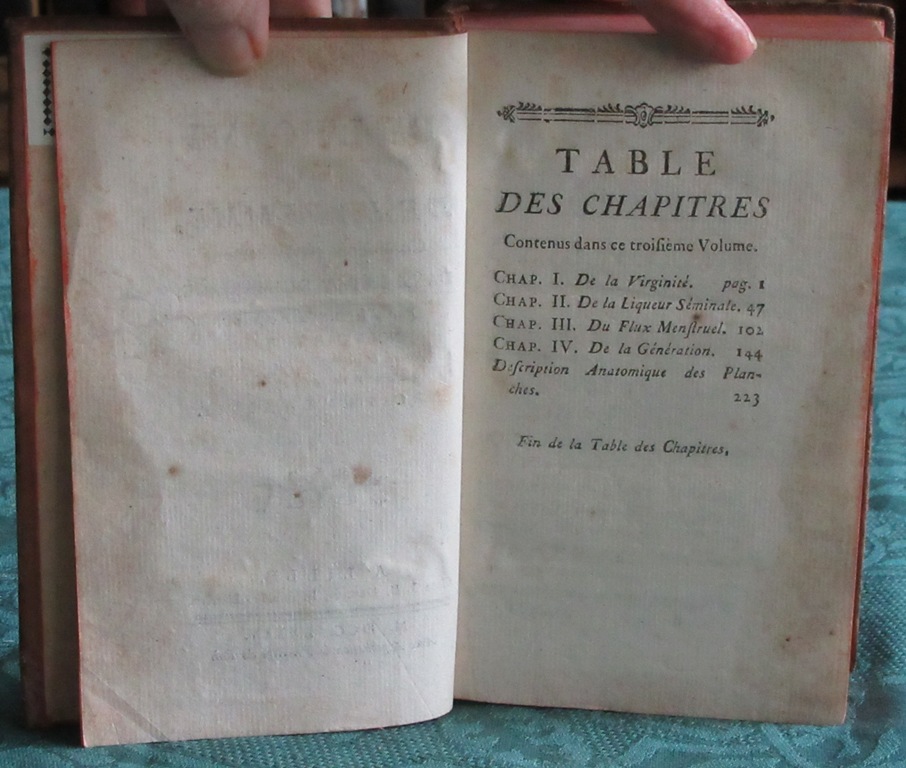 TABLE
DES CHAPITRES
Contenus dans ce troiſième Volume.
CHAP. I. De la Virginité. pag. 1
CHAP. II. De la Liqueur Séminale. 47
CHAP. III. Du Flux Menſtruel. 102
CHAP. IV. De la Génération. 144
Deſcription Anatomique des Plan-
ches. 223
Fin de la Table des Chapitres,